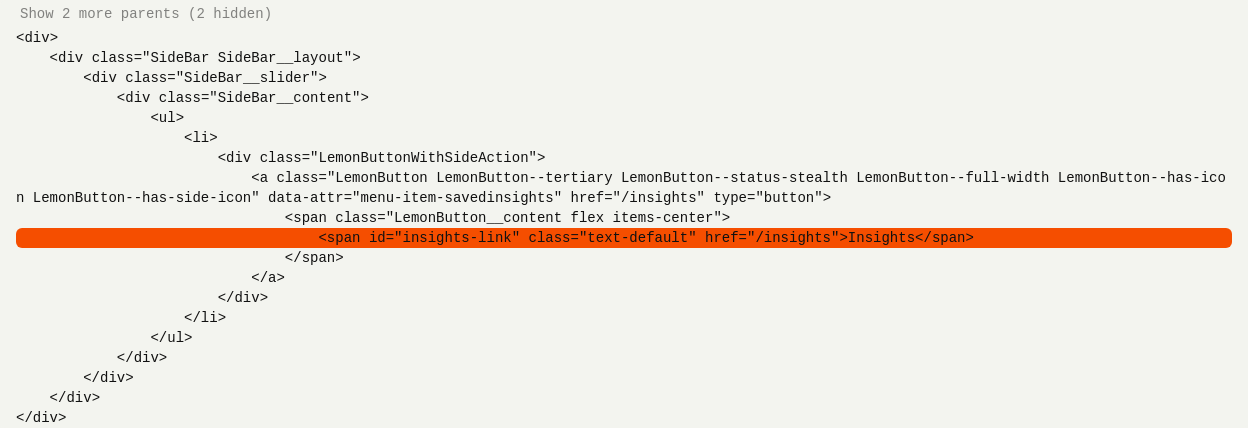 Show 2 more parents (2 hidden)
<div>
    <div class="SideBar SideBar__layout">
        <div class="SideBar__slider">
            <div class="SideBar__content">
                <ul>
                    <li>
                        <div class="LemonButtonWithSideAction">
                            <a class="LemonButton LemonButton--tertiary LemonButton--status-stealth LemonButton--full-width LemonButton--has-ico
n LemonButton--has-side-icon" data-attr="menu-item-savedinsights" href="/insights" type="button">
                                <span class="LemonButton__content flex items-center">
                                    <span id="insights-link" class="text-default" href="/insights">Insights</span>
                                </span>
                            </a>
                        </div>
                    </li>
                </ul>
            </div>
        </div>
    </div>
</div>